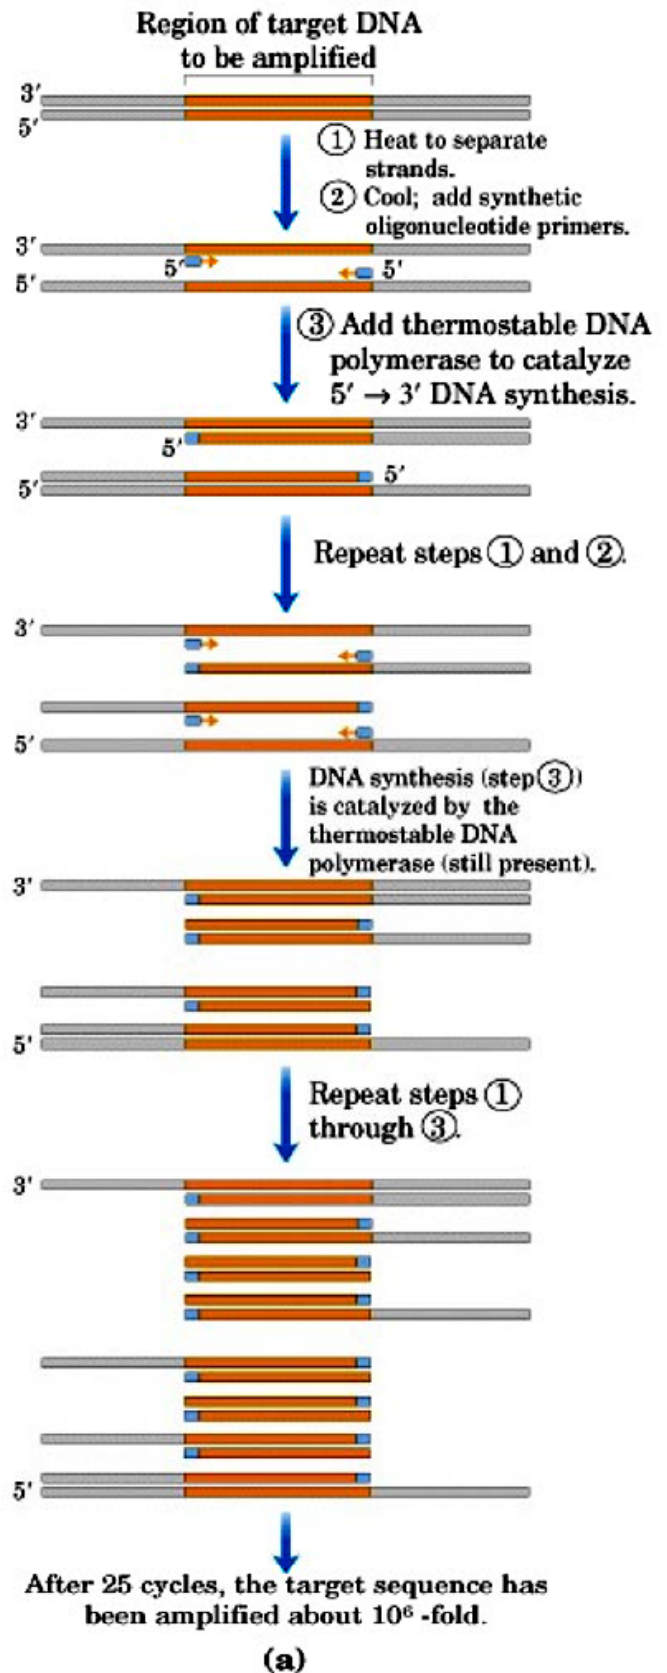 Region of target DNA
to be amplified
3′
5′
① Heat to separate
strands.
② Cool; add synthetic
oligonucleotide primers.
3′
5′
5′
5′
③ Add thermostable DNA
polymerase to catalyze
5′ → 3′ DNA synthesis.
3′
5′
5′
5′
Repeat steps ① and ②.
3′
5′
DNA synthesis (step ③)
is catalyzed by the
thermostable DNA
polymerase (still present).
3′
5′
Repeat steps ①
through ③.
3′
5′
After 25 cycles, the target sequence has
been amplified about 10⁶ -fold.
(a)